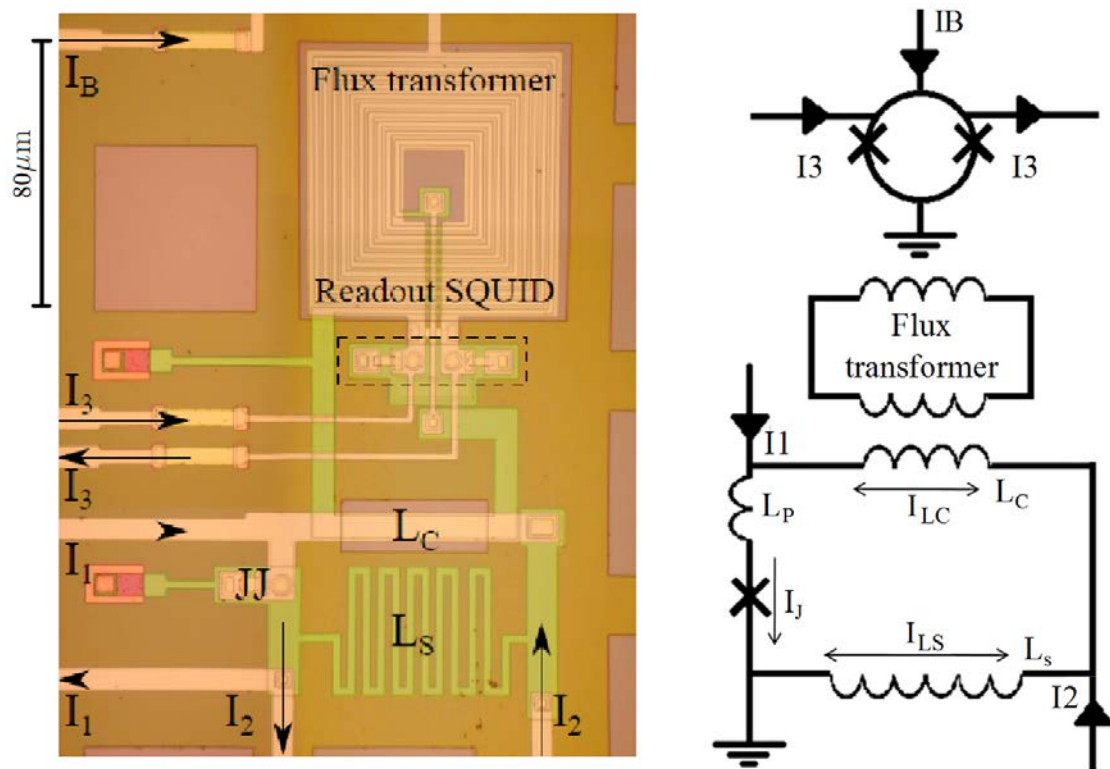 I_B
80μm
Flux transformer
Readout SQUID
I_3
I_3
I_1
L_C
JJ
L_S
I_1
I_2
I_2
IB
I3
I3
Flux
transformer
I1
L_P
I_LC
L_C
I_J
I_LS
L_s
I2